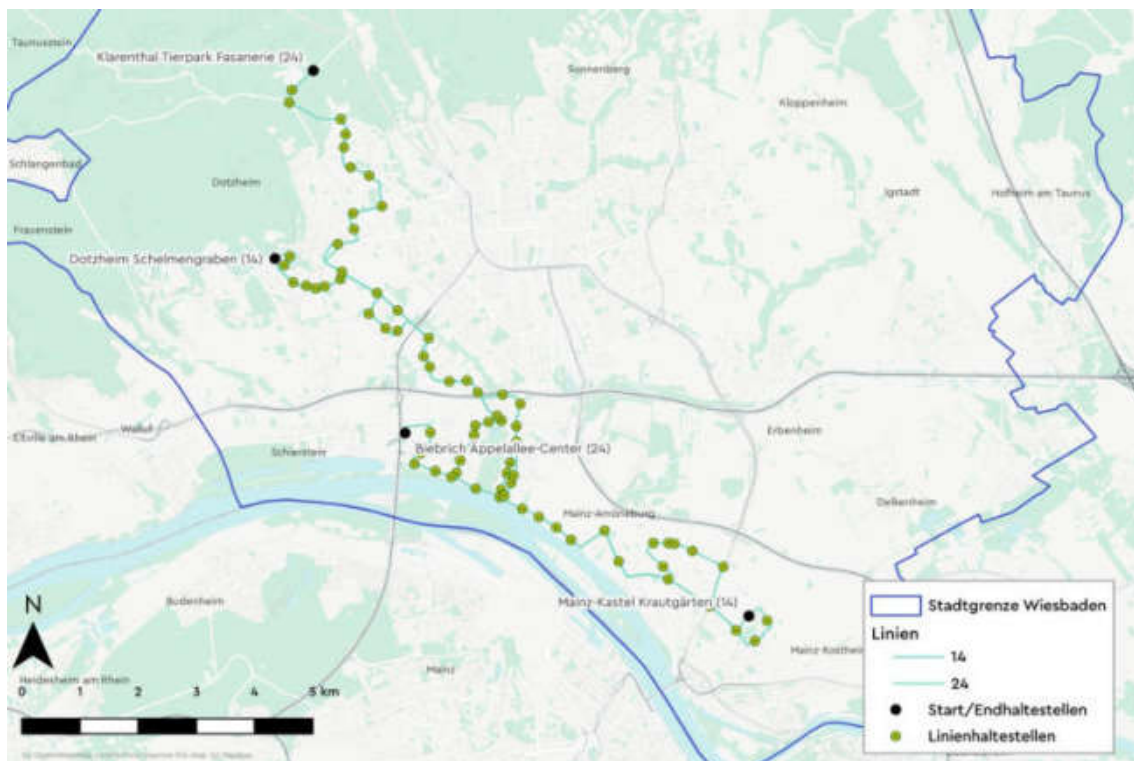 Taunusstein
Klarenthal Tierpark Fasanerie (24)
Sonnenberg
Kloppenheim
Schlangenbad
Dotzheim
Igstadt
Hofheim am Taunus
Frauenstein
Dotzheim Schelmengraben (14)
Eltville am Rhein
Walluf
Schierstein
Biebrich Appelallee-Center (24)
Erbenheim
Mainz-Amöneburg
Delkenheim
Budenheim
Mainz-Kastel Krautgärten (14)
Mainz-Kostheim
Mainz
Heidesheim am Rhein
N
0 1 2 3 4 5 km
Stadtgrenze Wiesbaden
Linien
14
24
Start/Endhaltestellen
Linienhaltestellen